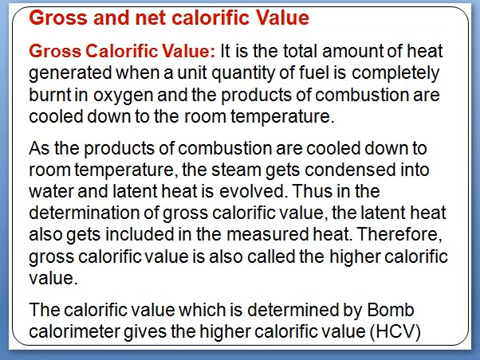 Gross and net calorific Value
Gross Calorific Value: It is the total amount of heat
generated when a unit quantity of fuel is completely
burnt in oxygen and the products of combustion are
cooled down to the room temperature.
As the products of combustion are cooled down to
room temperature, the steam gets condensed into
water and latent heat is evolved. Thus in the
determination of gross calorific value, the latent heat
also gets included in the measured heat. Therefore,
gross calorific value is also called the higher calorific
value.
The calorific value which is determined by Bomb
calorimeter gives the higher calorific value (HCV)